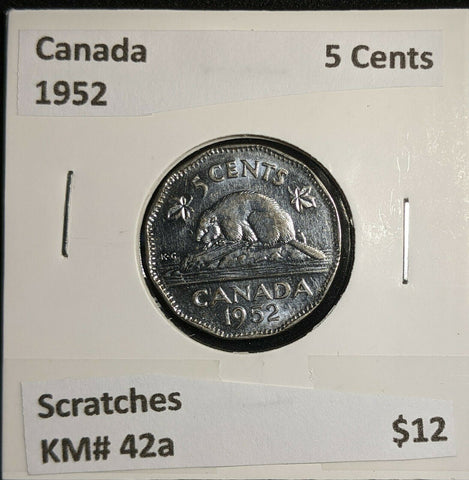 Canada 5 Cents
1952
5 CENTS
K·G
CANADA
1952
Scratches
KM# 42a $12